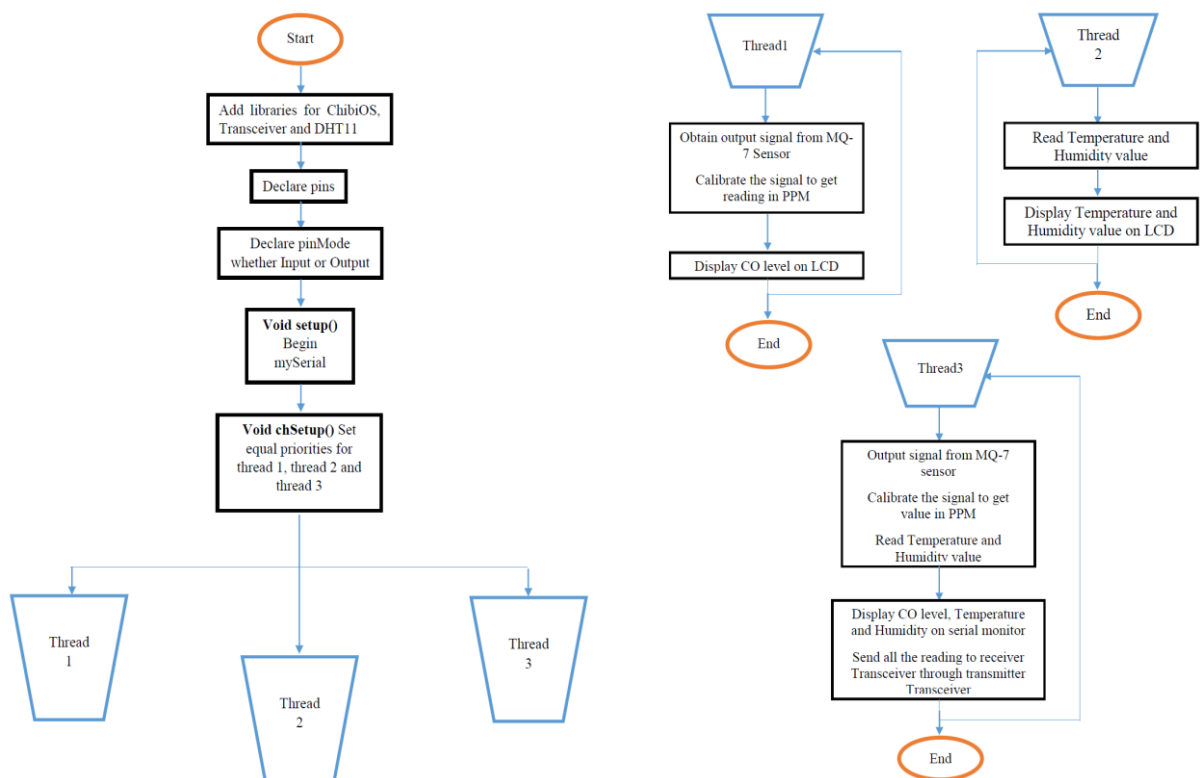 Start
Add libraries for ChibiOS,
Transceiver and DHT11
Declare pins
Declare pinMode
whether Input or Output
Void setup()
Begin
mySerial
Void chSetup() Set
equal priorities for
thread 1, thread 2 and
thread 3
Thread
1
Thread
2
Thread
3
Thread1
Obtain output signal from MQ-
7 Sensor
Calibrate the signal to get
reading in PPM
Display CO level on LCD
End
Thread
2
Read Temperature and
Humidity value
Display Temperature and
Humidity value on LCD
End
Thread3
Output signal from MQ-7
sensor
Calibrate the signal to get
value in PPM
Read Temperature and
Humidity value
Display CO level, Temperature
and Humidity on serial monitor
Send all the reading to receiver
Transceiver through transmitter
Transceiver
End